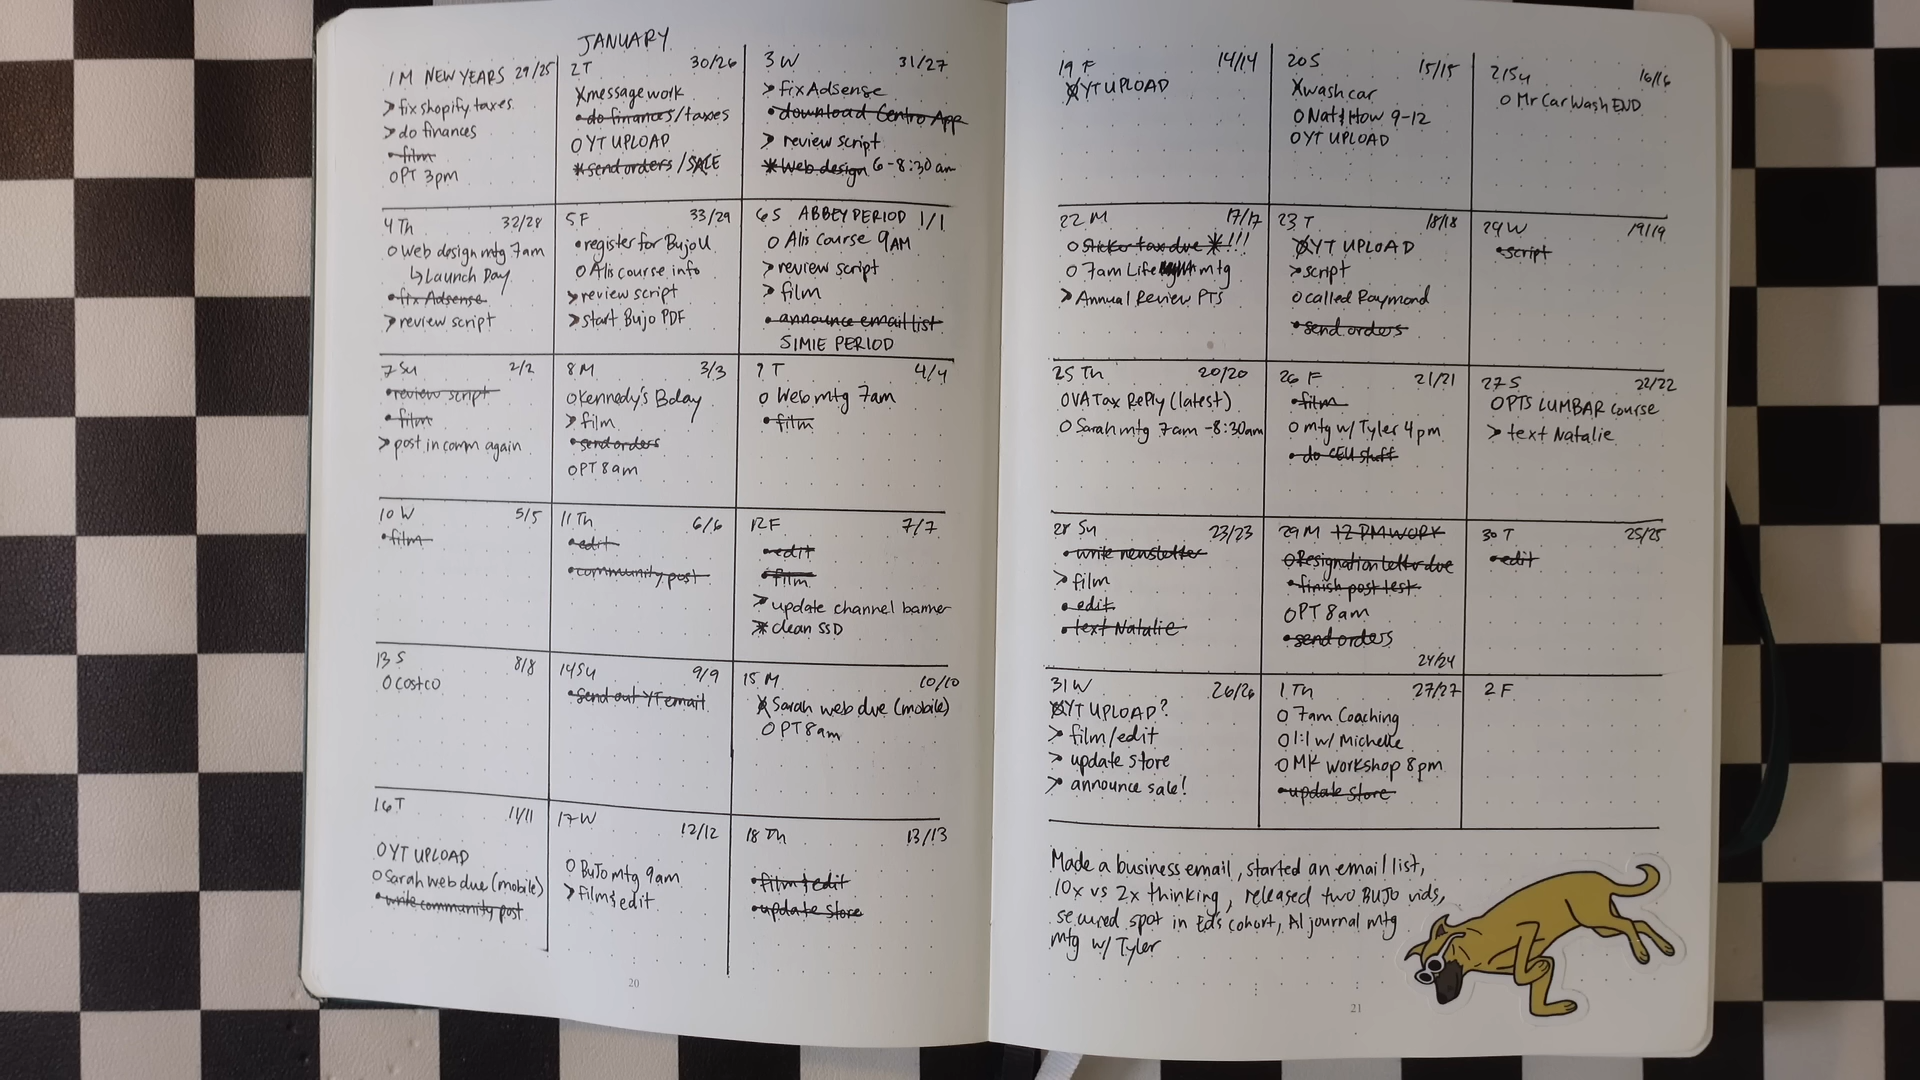 JANUARY
1 M NEW YEARS 29/25
> fix shopify taxes
> do finances
• film
O PT 3pm
2 T 30/26
X message work
• do finances/taxes
O YT UPLOAD
* send orders / SALE
3 W 31/27
> fix Adsense
• download Centro App
> review script
* Web design 6-8:30am
4 Th 32/28
O Web design mtg 7am
↳ Launch Day
• fix Adsense
> review script
5 F 33/29
• register for BujoU
O Alis course info
> review script
> start Bujo PDF
6 S ABBEY PERIOD 1/1
O Alis Course 9AM
> review script
> film
• announce email list
SIMIE PERIOD
7 Su 2/2
• review script
• film
> post in comm again
8 M 3/3
O Kennedy's Bday
> film
• send orders
O PT 8am
9 T 4/4
O Web mtg 7am
• film
10 W 5/5
• film
11 Th 6/6
• edit
• community post
12 F 7/7
• edit
• film
> update channel banner
* clean SSD
13 S 8/8
O Costco
14 Su 9/9
• send out YT email
15 M 10/10
X Sarah web due (mobile)
O PT 8am
16 T 11/11
O YT UPLOAD
O Sarah web due (mobile)
• write community post
17 W 12/12
O BuJo mtg 9am
> film & edit
18 Th 13/13
• film & edit
• update store
20
19 F 14/14
X YT UPLOAD
20 S 15/15
X wash car
O Nat & How 9-12
O YT UPLOAD
21 Su 16/16
O Mr Car Wash END
22 M 17/17
O Sticker tax due *!!!
O 7am Life mtg
> Annual Review PTS
23 T 18/18
X YT UPLOAD
> script
O called Raymond
• send orders
24 W 19/19
• script
25 Th 20/20
O VA Tax Reply (latest)
O Sarah mtg 7am -8:30am
26 F 21/21
• film
O mtg w/ Tyler 4pm
• do CEU stuff
27 S 22/22
O PTS LUMBAR course
> text Natalie
28 Su 23/23
• write newsletter
> film
• edit
• text Natalie
29 M 12 PM WORK
O Resignation letter due
• finish post test
O PT 8am
• send orders
24/24
30 T 25/25
• edit
31 W 26/26
X YT UPLOAD?
> film/edit
> update store
> announce sale!
1 Th 27/27
O 7am Coaching
O 1:1 w/ Michelle
O MK workshop 8pm
• update store
2 F
Made a business email, started an email list,
10x vs 2x thinking, released two BUJO vids,
secured spot in Ed's cohort, AI journal mtg
mtg w/ Tyler
21